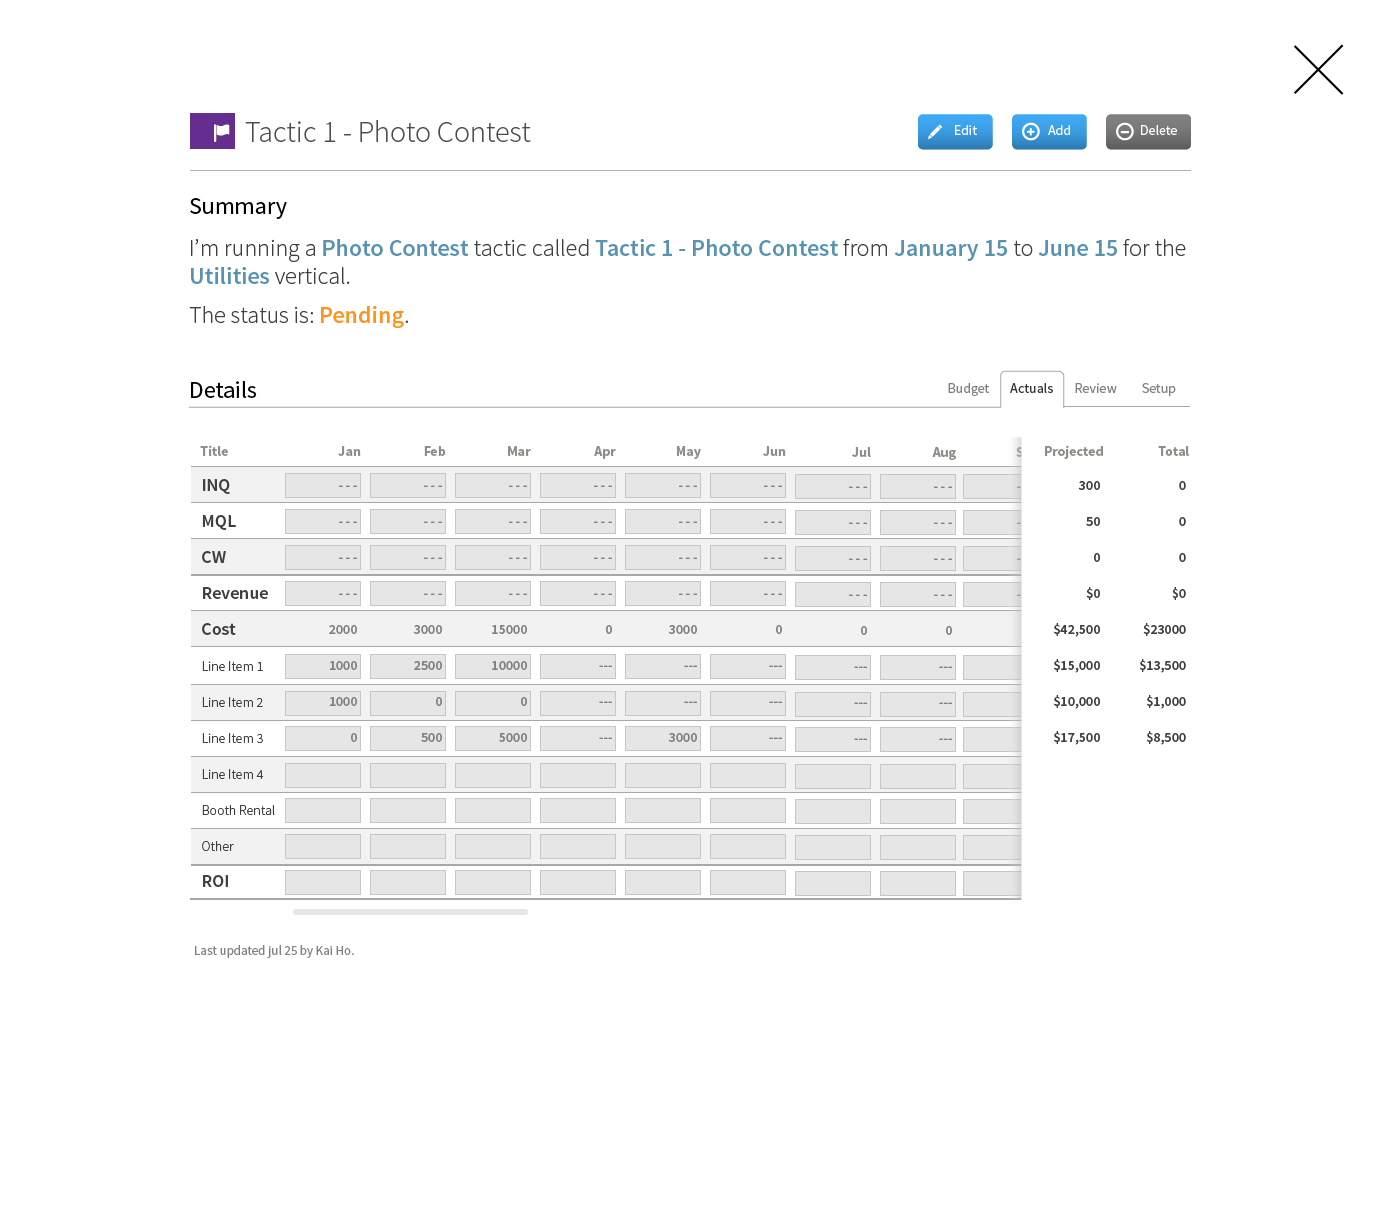 Tactic 1 - Photo Contest
Edit
Add
Delete
Summary
I’m running a Photo Contest tactic called Tactic 1 - Photo Contest from January 15 to June 15 for the
Utilities vertical.
The status is: Pending.
Details
Budget Actuals Review Setup
Title Jan Feb Mar Apr May Jun Jul Aug S Projected Total
INQ --- --- --- --- --- --- --- --- - 300 0
MQL --- --- --- --- --- --- --- --- - 50 0
CW --- --- --- --- --- --- --- --- - 0 0
Revenue --- --- --- --- --- --- --- --- - $0 $0
Cost 2000 3000 15000 0 3000 0 0 0 $42,500 $23000
Line Item 1 1000 2500 10000 --- --- --- --- --- $15,000 $13,500
Line Item 2 1000 0 0 --- --- --- --- --- $10,000 $1,000
Line Item 3 0 500 5000 --- 3000 --- --- --- $17,500 $8,500
Line Item 4
Booth Rental
Other
ROI
Last updated jul 25 by Kai Ho.